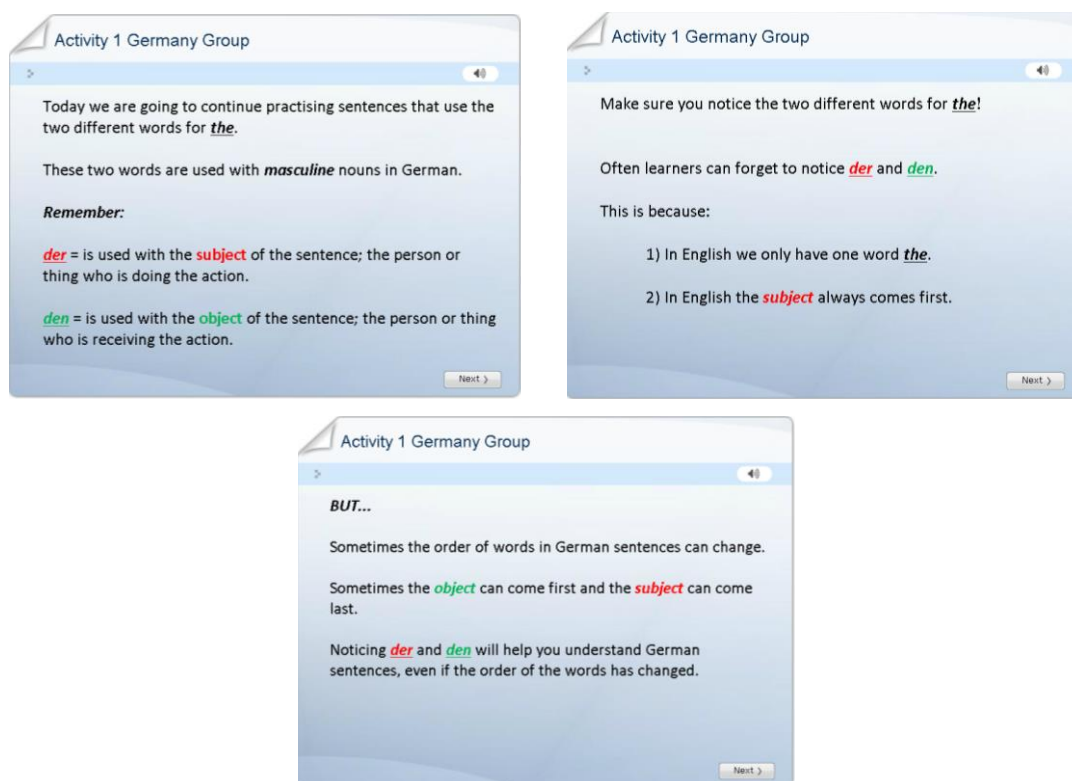 Activity 1 Germany Group
Today we are going to continue practising sentences that use the
two different words for the.
These two words are used with masculine nouns in German.
Remember:
der = is used with the subject of the sentence; the person or
thing who is doing the action.
den = is used with the object of the sentence; the person or thing
who is receiving the action.
Next >
Activity 1 Germany Group
Make sure you notice the two different words for the!
Often learners can forget to notice der and den.
This is because:
1) In English we only have one word the.
2) In English the subject always comes first.
Next >
Activity 1 Germany Group
BUT...
Sometimes the order of words in German sentences can change.
Sometimes the object can come first and the subject can come
last.
Noticing der and den will help you understand German
sentences, even if the order of the words has changed.
Next >